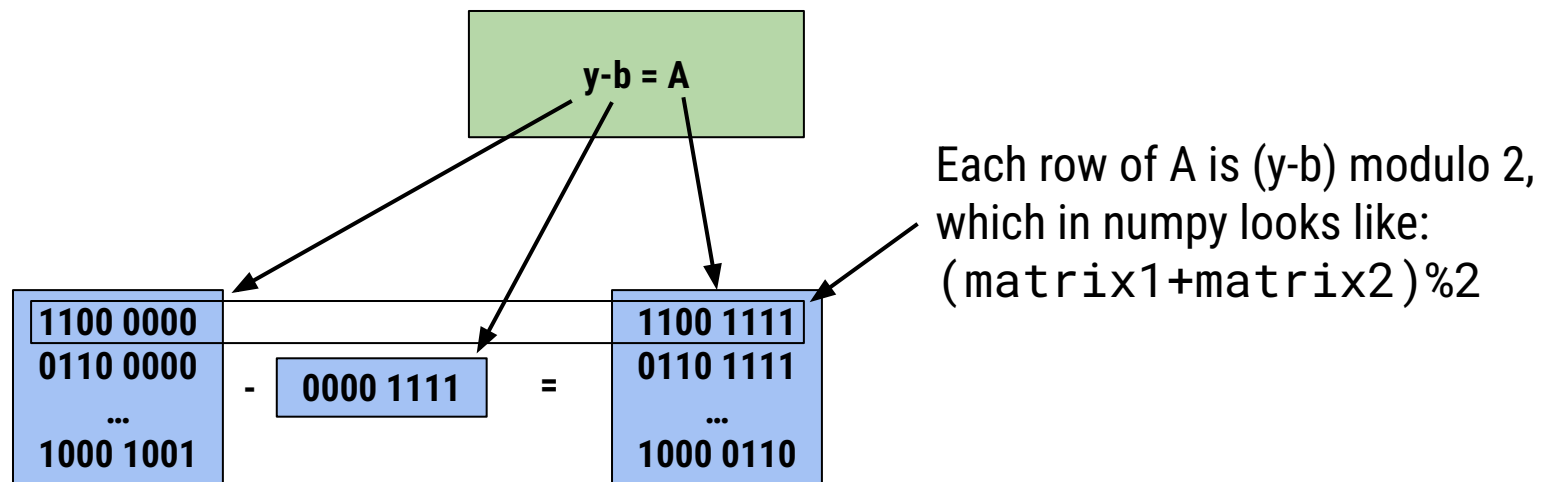 y-b = A
Each row of A is (y-b) modulo 2,
which in numpy looks like:
(matrix1+matrix2)%2
1100 0000
0110 0000
...
1000 1001
-
0000 1111
=
1100 1111
0110 1111
...
1000 0110